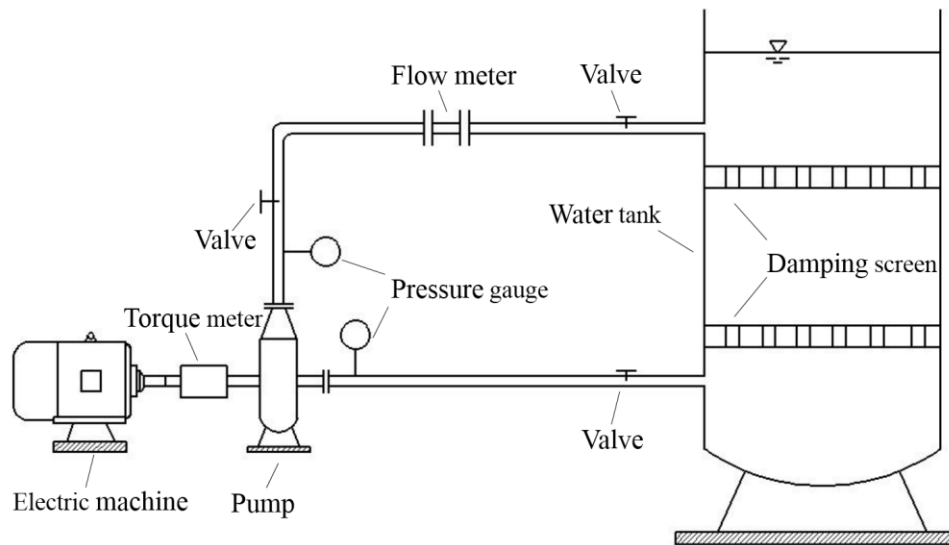 Flow meter
Valve
Valve
Water tank
Damping screen
Pressure gauge
Torque meter
Valve
Electric machine
Pump